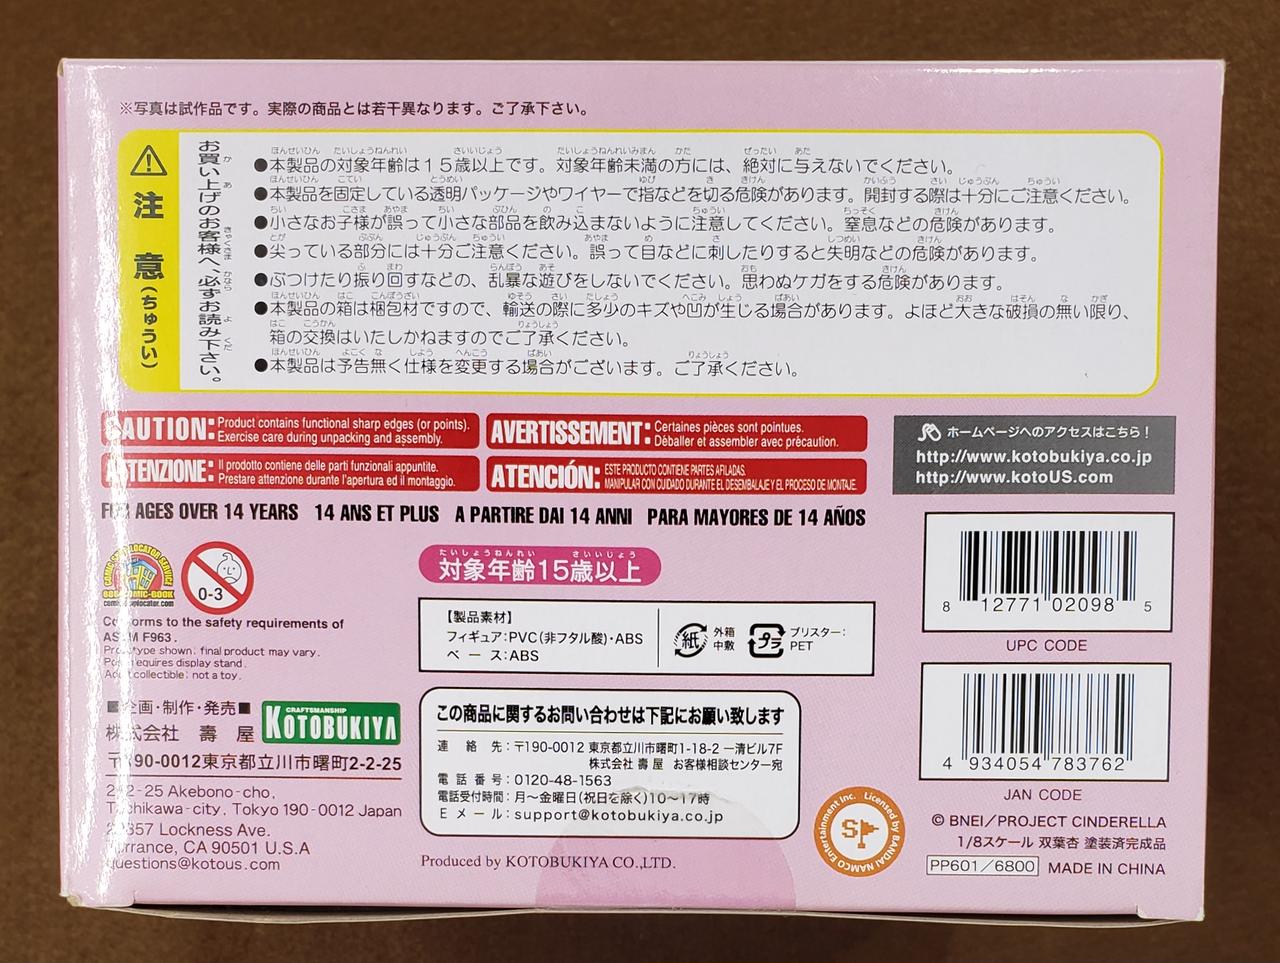 ※写真は試作品です。実際の商品とは若干異なります。ご了承下さい。
注意(ちゅうい)
お買い上げのお客様へ、必ずお読み下さい。
●本製品の対象年齢は15歳以上です。対象年齢未満の方には、絶対に与えないでください。
●本製品を固定している透明パッケージやワイヤーで指などを切る危険があります。開封する際は十分にご注意ください。
●小さなお子様が誤って小さな部品を飲み込まないように注意してください。窒息などの危険があります。
●尖っている部分には十分ご注意ください。誤って目などに刺したりすると失明などの危険があります。
●ぶつけたり振り回すなどの、乱暴な遊びをしないでください。思わぬケガをする危険があります。
●本製品の箱は梱包材ですので、輸送の際に多少のキズや凹が生じる場合があります。よほど大きな破損の無い限り、
箱の交換はいたしかねますのでご了承ください。
●本製品は予告無く仕様を変更する場合がございます。ご了承ください。
CAUTION: Product contains functional sharp edges (or points).
Exercise care during unpacking and assembly.
AVERTISSEMENT: Certaines pièces sont pointues.
Déballer et assembler avec précaution.
ATTENZIONE: Il prodotto contiene delle parti funzionali appuntite.
Prestare attenzione durante l'apertura ed il montaggio.
ATENCIÓN: ESTE PRODUCTO CONTIENE PARTES AFILADAS.
MANIPULAR CON CUIDADO DURANTE EL DESEMBALAJE Y EL PROCESO DE MONTAJE.
ホームページへのアクセスはこちら!
http://www.kotobukiya.co.jp
http://www.kotoUS.com
FOR AGES OVER 14 YEARS 14 ANS ET PLUS A PARTIRE DAI 14 ANNI PARA MAYORES DE 14 AÑOS
COMIC SHOP LOCATOR SERVICE
888-COMIC-BOOK
comicshoplocator.com
0-3
Conforms to the safety requirements of
ASTM F963.
Prototype shown. final product may vary.
Pose requires display stand.
Adult collectible: not a toy.
たいしょうねんれい さいいじょう
対象年齢15歳以上
【製品素材】
フィギュア:PVC(非フタル酸)・ABS
ベース:ABS
紙 外箱
中敷
プラ ブリスター:
PET
■企画・制作・発売■
株式会社 壽屋
CRAFTSMANSHIP
KOTOBUKIYA
〒190-0012東京都立川市曙町2-2-25
2-2-25 Akebono-cho,
Tachikawa-city, Tokyo 190-0012 Japan
Lockness Ave.
Torrance, CA 90501 U.S.A
questions@kotous.com
この商品に関するお問い合わせは下記にお願い致します
連絡先:〒190-0012 東京都立川市曙町1-18-2 一清ビル7F
株式会社 壽屋 お客様相談センター宛
電話番号:0120-48-1563
電話受付時間:月~金曜日(祝日を除く)10~17時
Eメール:support@kotobukiya.co.jp
Produced by KOTOBUKIYA CO.,LTD.
8 12771 02098 5
UPC CODE
4 934054 783762
JAN CODE
Licensed by BANDAI NAMCO Entertainment Inc.
© BNEI/PROJECT CINDERELLA
1/8スケール 双葉杏 塗装済完成品
PP601/6800 MADE IN CHINA